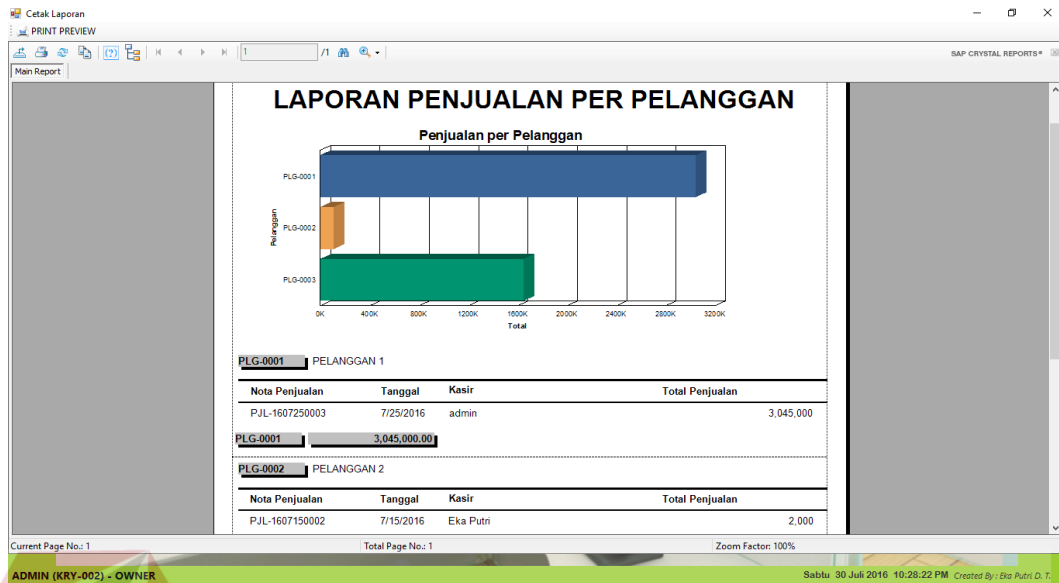 Cetak Laporan
PRINT PREVIEW
1 /1 SAP CRYSTAL REPORTS®
Main Report
LAPORAN PENJUALAN PER PELANGGAN
Penjualan per Pelanggan
PLG-0001
PLG-0002
PLG-0003
Pelanggan
0K 400K 800K 1200K 1600K 2000K 2400K 2800K 3200K
Total
PLG-0001 PELANGGAN 1
Nota Penjualan Tanggal Kasir Total Penjualan
PJL-1607250003 7/25/2016 admin 3,045,000
PLG-0001 3,045,000.00
PLG-0002 PELANGGAN 2
Nota Penjualan Tanggal Kasir Total Penjualan
PJL-1607150002 7/15/2016 Eka Putri 2,000
Current Page No.: 1 Total Page No.: 1 Zoom Factor: 100%
ADMIN (KRY-002) - OWNER Sabtu 30 Juli 2016 10:28:22 PM Created By : Eka Putri D. T.